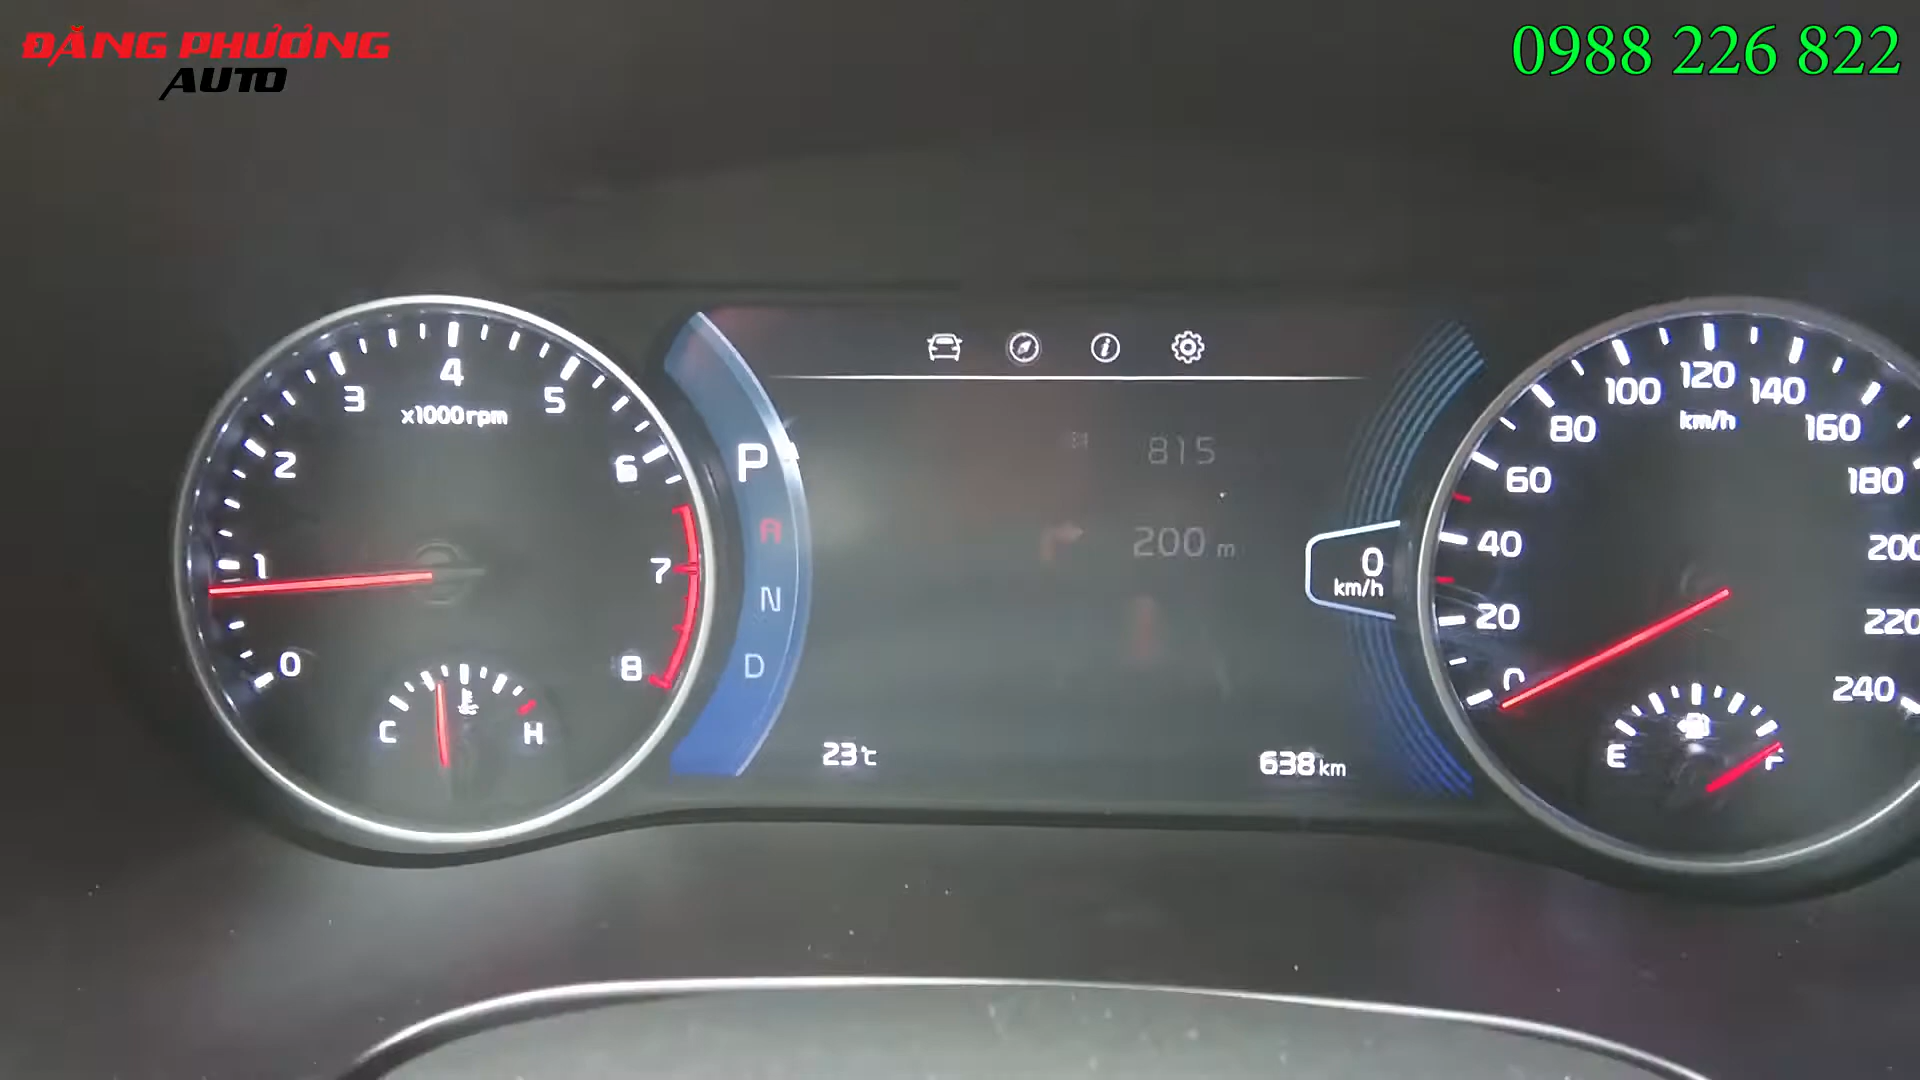 ĐẶNG PHƯƠNG
AUTO
0988 226 822
0
1
2
3
4
5
6
7
8
x1000rpm
C
H
P
R
N
D
815
200 m
23℃
638 km
0
km/h
0
20
40
60
80
100
120
140
160
180
200
220
240
km/h
E
F